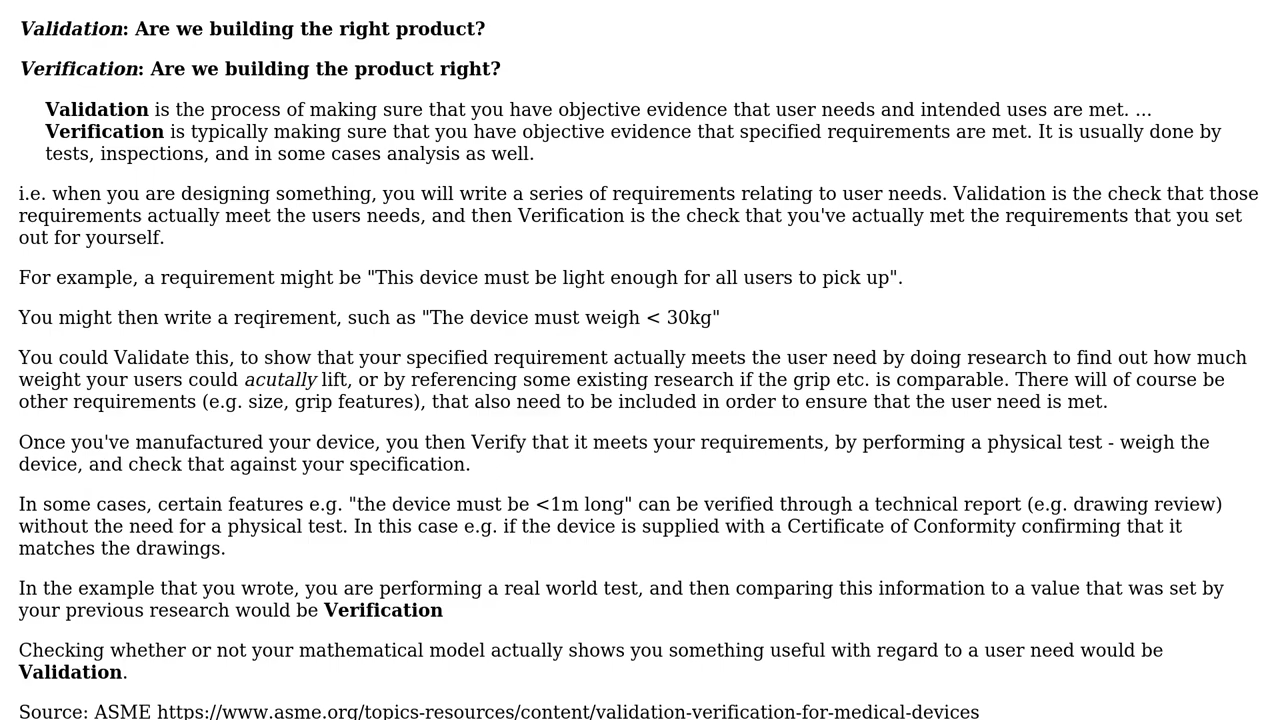 Validation: Are we building the right product?
Verification: Are we building the product right?
Validation is the process of making sure that you have objective evidence that user needs and intended uses are met. ...
Verification is typically making sure that you have objective evidence that specified requirements are met. It is usually done by
tests, inspections, and in some cases analysis as well.
i.e. when you are designing something, you will write a series of requirements relating to user needs. Validation is the check that those
requirements actually meet the users needs, and then Verification is the check that you've actually met the requirements that you set
out for yourself.
For example, a requirement might be "This device must be light enough for all users to pick up".
You might then write a reqirement, such as "The device must weigh < 30kg"
You could Validate this, to show that your specified requirement actually meets the user need by doing research to find out how much
weight your users could acutally lift, or by referencing some existing research if the grip etc. is comparable. There will of course be
other requirements (e.g. size, grip features), that also need to be included in order to ensure that the user need is met.
Once you've manufactured your device, you then Verify that it meets your requirements, by performing a physical test - weigh the
device, and check that against your specification.
In some cases, certain features e.g. "the device must be <1m long" can be verified through a technical report (e.g. drawing review)
without the need for a physical test. In this case e.g. if the device is supplied with a Certificate of Conformity confirming that it
matches the drawings.
In the example that you wrote, you are performing a real world test, and then comparing this information to a value that was set by
your previous research would be Verification
Checking whether or not your mathematical model actually shows you something useful with regard to a user need would be
Validation.
Source: ASME https://www.asme.org/topics-resources/content/validation-verification-for-medical-devices